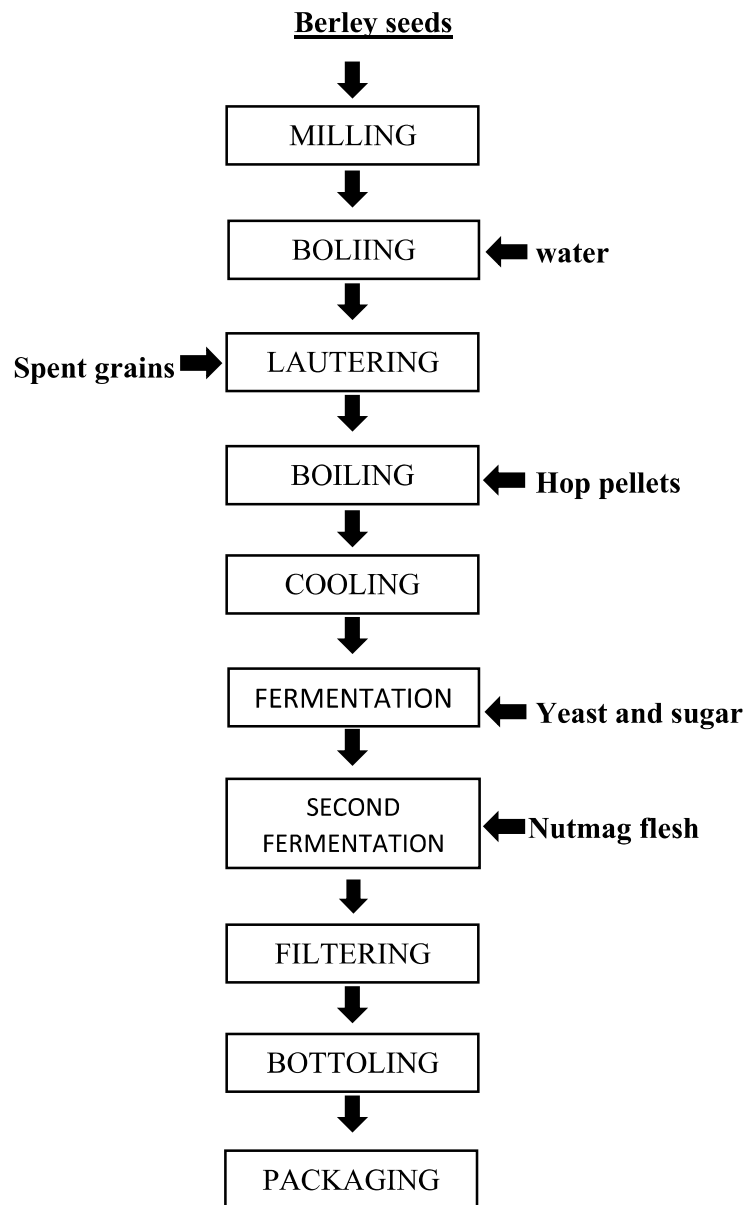 Berley seeds
MILLING
BOLIING
water
Spent grains
LAUTERING
BOILING
Hop pellets
COOLING
FERMENTATION
Yeast and sugar
SECOND
FERMENTATION
Nutmag flesh
FILTERING
BOTTOLING
PACKAGING